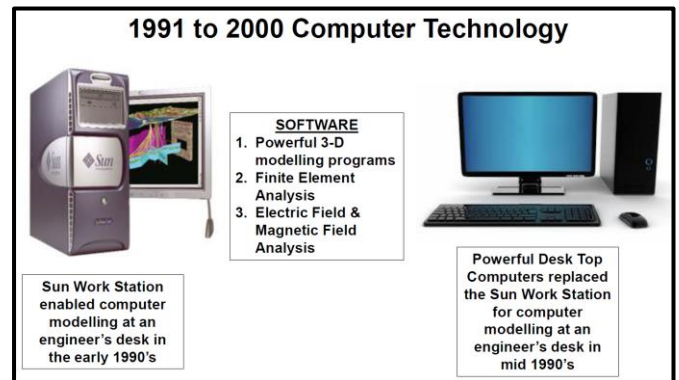 1991 to 2000 Computer Technology
Sun
SOFTWARE
1. Powerful 3-D
modelling programs
2. Finite Element
Analysis
3. Electric Field &
Magnetic Field
Analysis
Sun Work Station
enabled computer
modelling at an
engineer's desk in
the early 1990's
Powerful Desk Top
Computers replaced
the Sun Work Station
for computer
modelling at an
engineer's desk in
mid 1990's